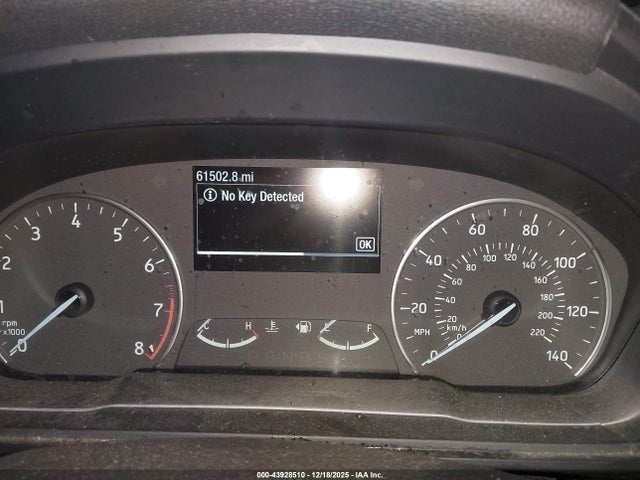 61502.8 mi
No Key Detected
OK
0 1 2 3 4 5 6 7 8
rpm
x1000
C H
E F
P R N D S
0 20 40 60 80 100 120 140
MPH
0 20 40 60 80 100 120 140 160 180 200 220
km/h
000-43928510 - 12/18/2025 - © IAA Inc.